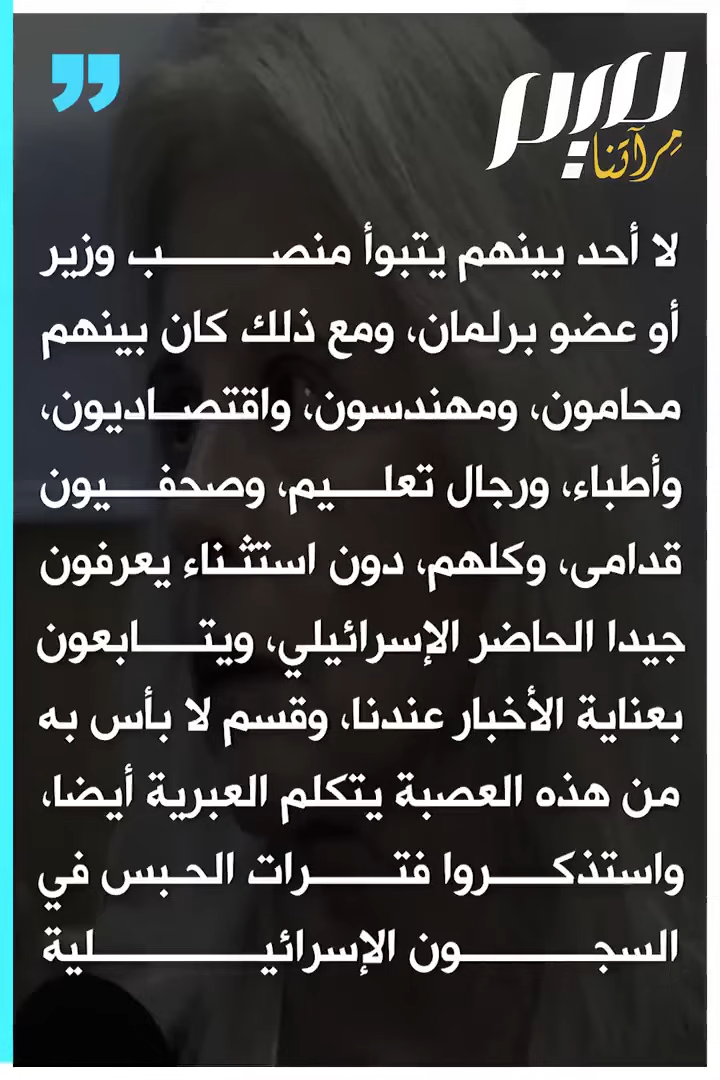 ”
مرآتنا
لا أحد بينهم يتبوأ منصب وزير
أو عضو برلمان، ومع ذلك كان بينهم
محامون، ومهندسون، واقتصاديون،
وأطباء، ورجال تعليم، وصحفيون
قدامى، وكلهم، دون استثناء يعرفون
جيدا الحاضر الإسرائيلي، ويتابعون
بعناية الأخبار عندنا، وقسم لا بأس به
من هذه العصبة يتكلم العبرية أيضا،
واستذكروا فترات الحبس في
السجون الإسرائيلية